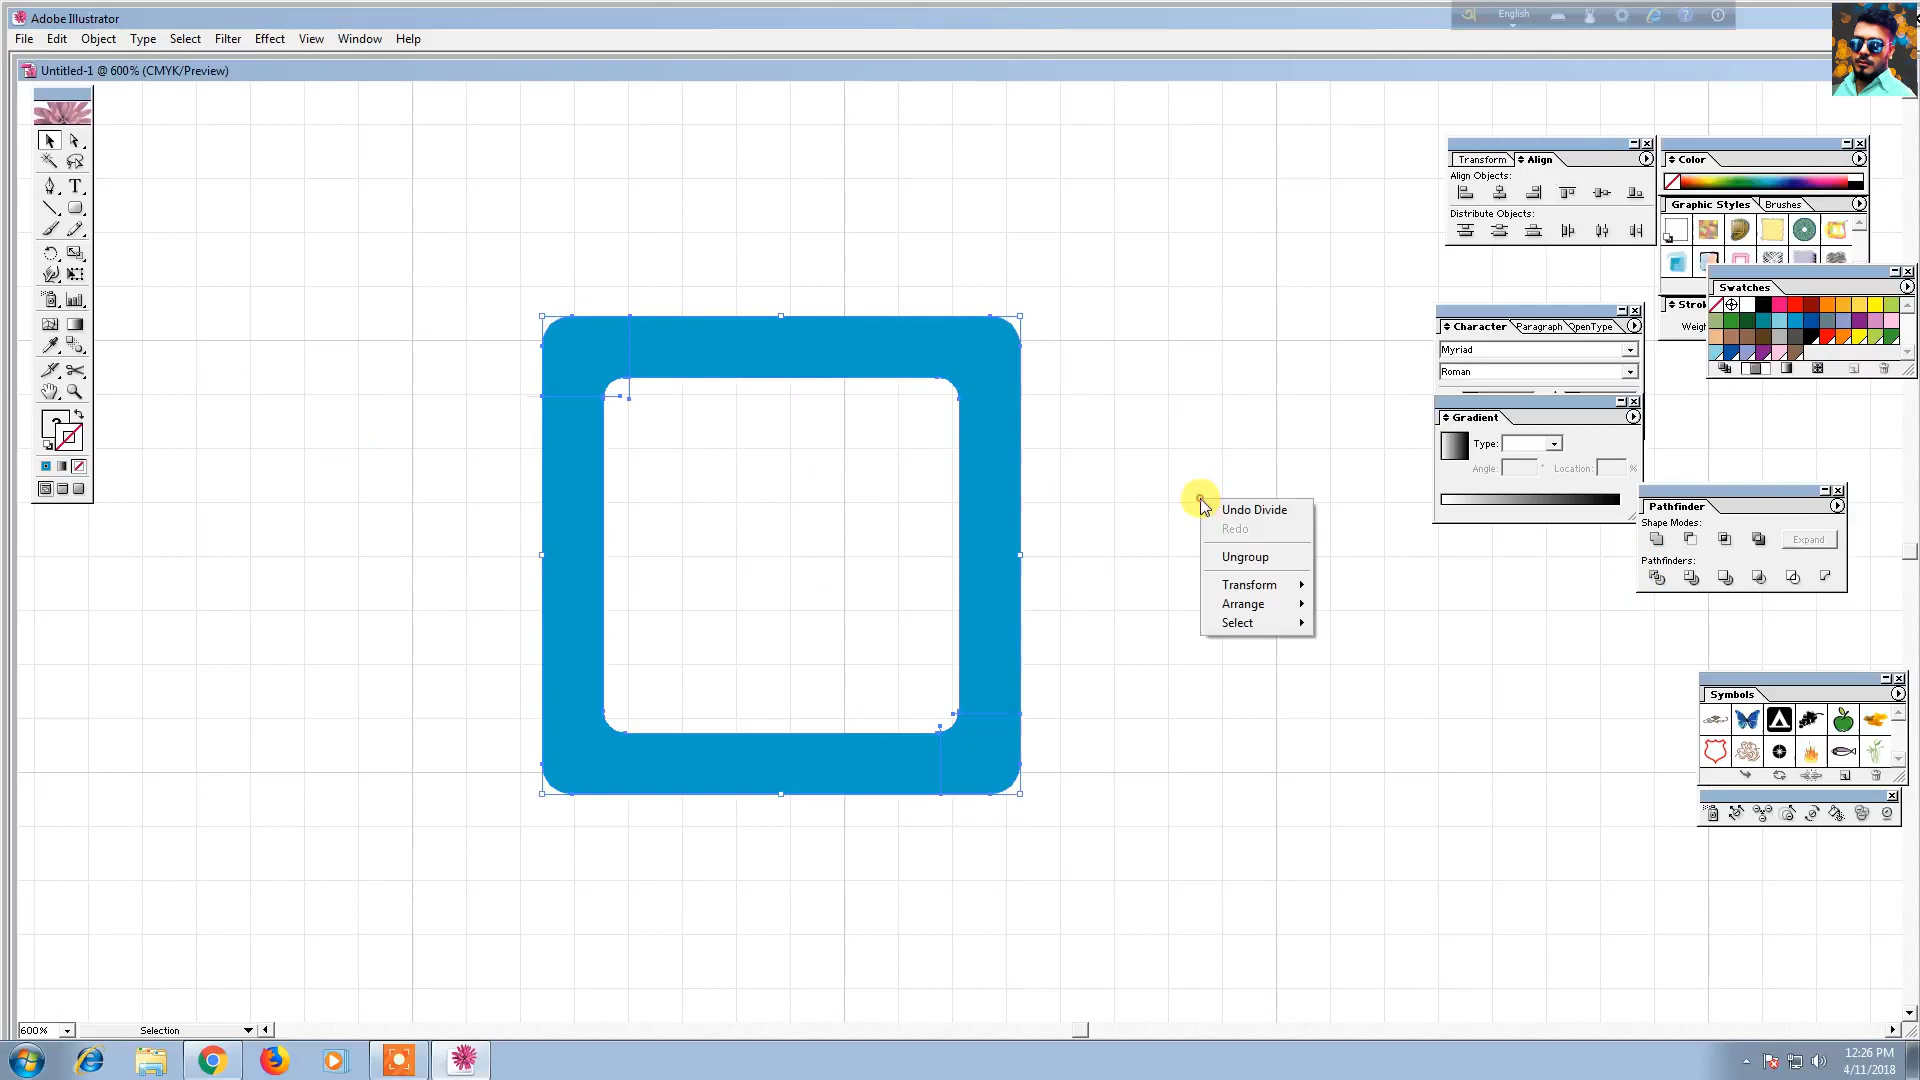 Adobe Illustrator
English
File Edit Object Type Select Filter Effect View Window Help
Untitled-1 @ 600% (CMYK/Preview)
Transform Align
Align Objects:
Distribute Objects:
Color
Graphic Styles Brushes
Swatches
Stro
Weigh
Character Paragraph OpenType
Myriad
Roman
Gradient
Type:
Angle: ° Location: %
Pathfinder
Shape Modes:
Expand
Pathfinders:
Undo Divide
Redo
Ungroup
Transform
Arrange
Select
Symbols
?
600% Selection
12:26 PM
4/11/2018